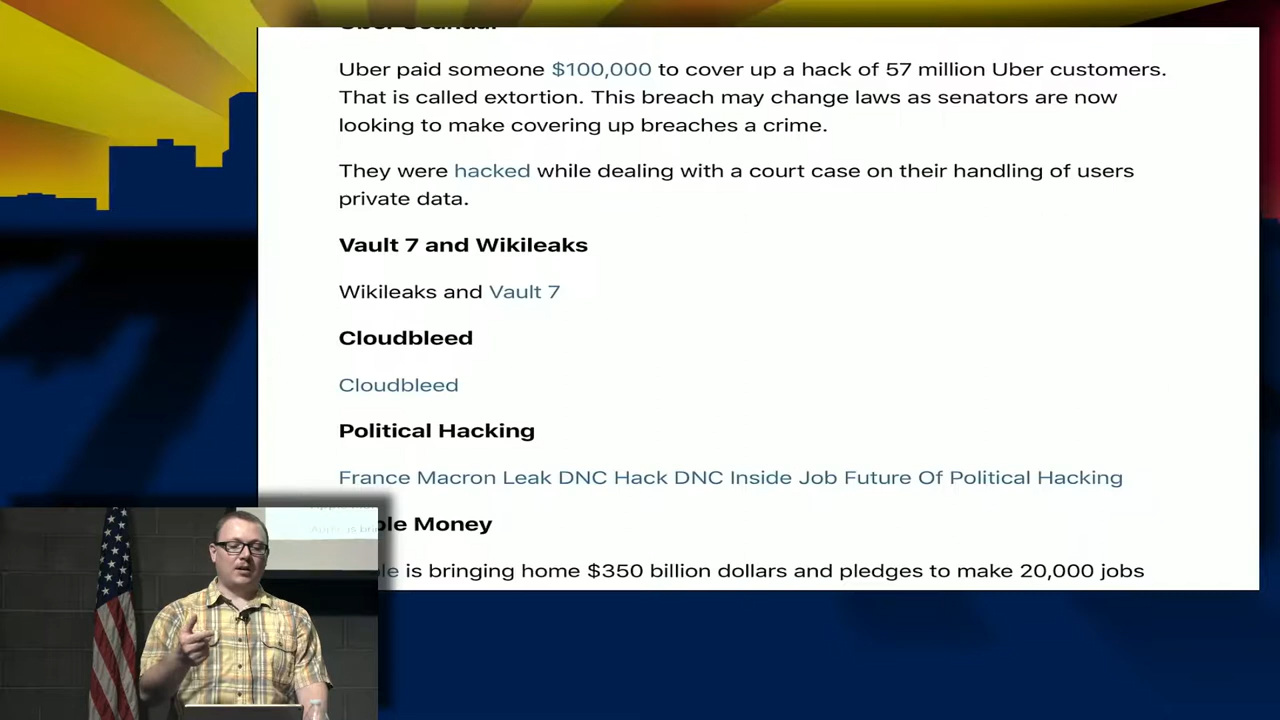 Uber Scandal
Uber paid someone $100,000 to cover up a hack of 57 million Uber customers.
That is called extortion. This breach may change laws as senators are now
looking to make covering up breaches a crime.
They were hacked while dealing with a court case on their handling of users
private data.
Vault 7 and Wikileaks
Wikileaks and Vault 7
Cloudbleed
Cloudbleed
Political Hacking
France Macron Leak DNC Hack DNC Inside Job Future Of Political Hacking
ple Money
le is bringing home $350 billion dollars and pledges to make 20,000 jobs